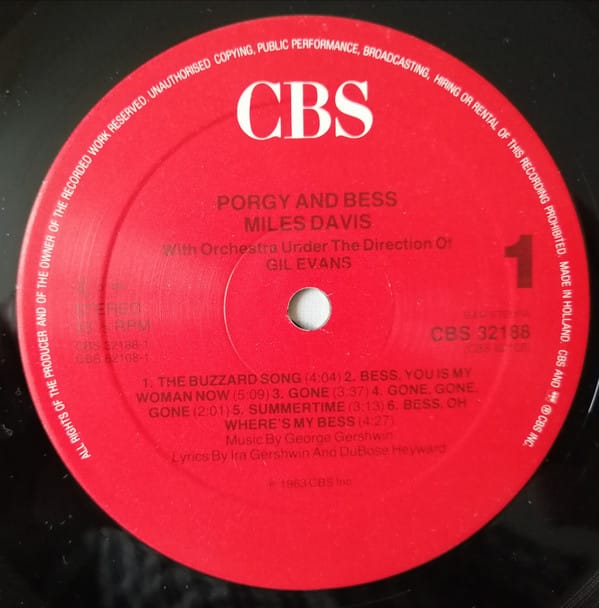 ALL RIGHTS OF THE PRODUCER AND OF THE OWNER OF THE RECORDED WORK RESERVED. UNAUTHORISED COPYING, PUBLIC PERFORMANCE, BROADCASTING, HIRING OR RENTAL OF THIS RECORDING PROHIBITED. MADE IN HOLLAND. CBS AND ® CBS INC.
CBS
PORGY AND BESS
MILES DAVIS
With Orchestra Under The Direction Of
GIL EVANS
1
STEREO
RPM
CBS 32188
CBS 32188-1
1. THE BUZZARD SONG (4:04) 2. BESS, YOU IS MY
WOMAN NOW (5:09) 3. GONE (3:37) 4. GONE, GONE,
GONE (2:01) 5. SUMMERTIME (3:13) 6. BESS, OH
WHERE'S MY BESS (4:27)
Music By George Gershwin
Lyrics By Ira Gershwin And DuBose Heyward
℗ 1963 CBS Inc.